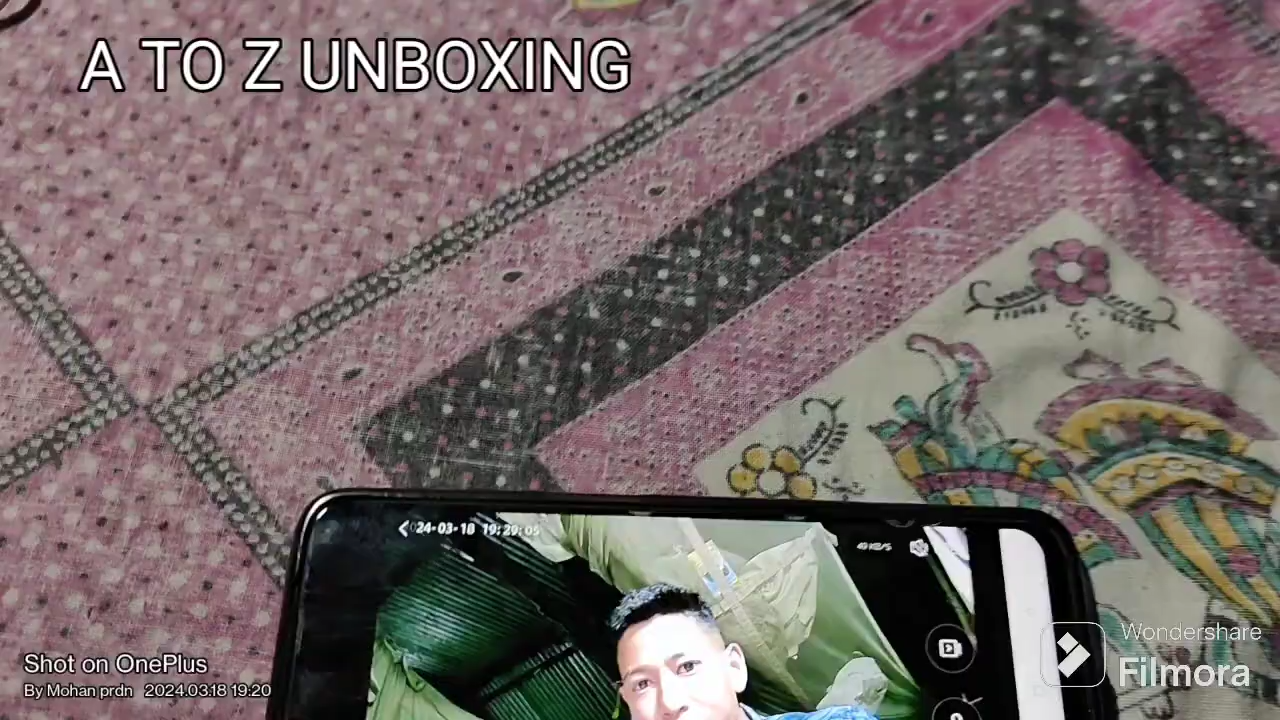 A TO Z UNBOXING
24-03-18 19:29:05
Wondershare
Filmora
Shot on OnePlus
By Mohan prdn 2024.03.18 19:20